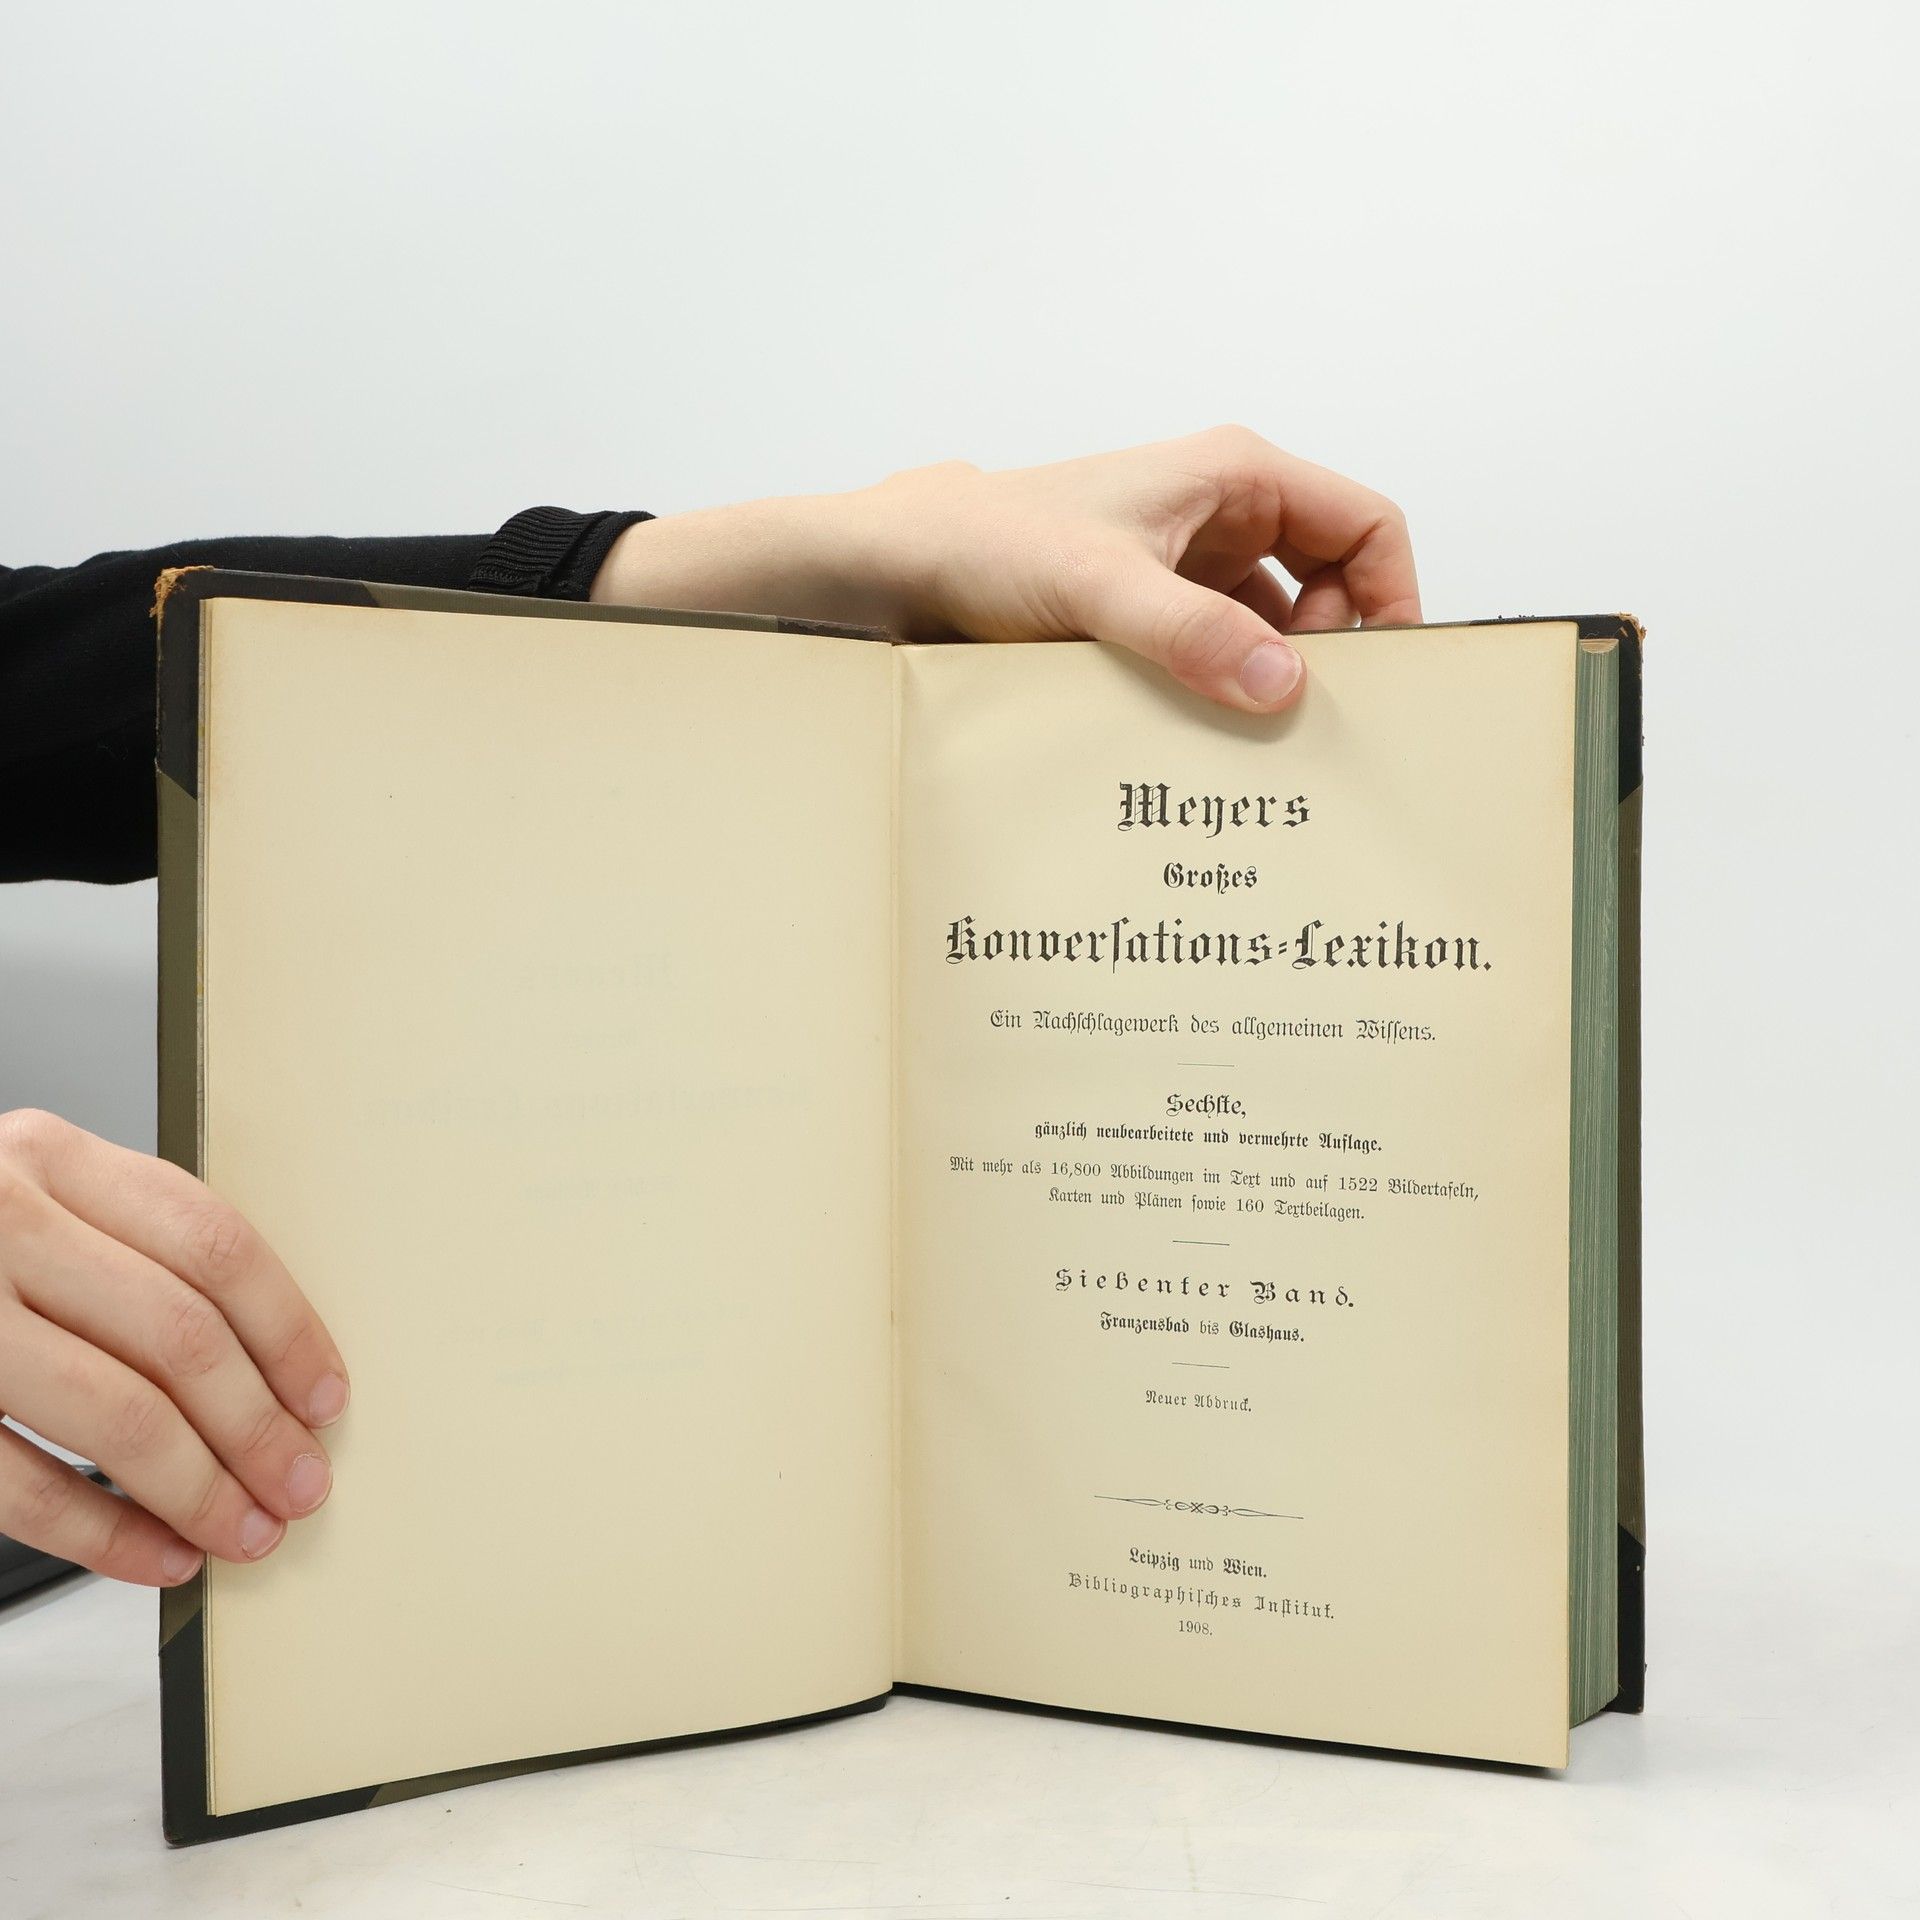 Meyers
Großes
Konverſations-Lexikon.
Ein Nachſchlagewerk des allgemeinen Wiſſens.
Sechſte,
gänzlich neubearbeitete und vermehrte Auflage.
Mit mehr als 16,800 Abbildungen im Text und auf 1522 Bildertafeln,
Karten und Plänen ſowie 160 Textbeilagen.
Siebenter Band.
Franzensbad bis Glashaus.
Neuer Abdruck.
Leipzig und Wien.
Bibliographiſches Inſtitut.
1908.